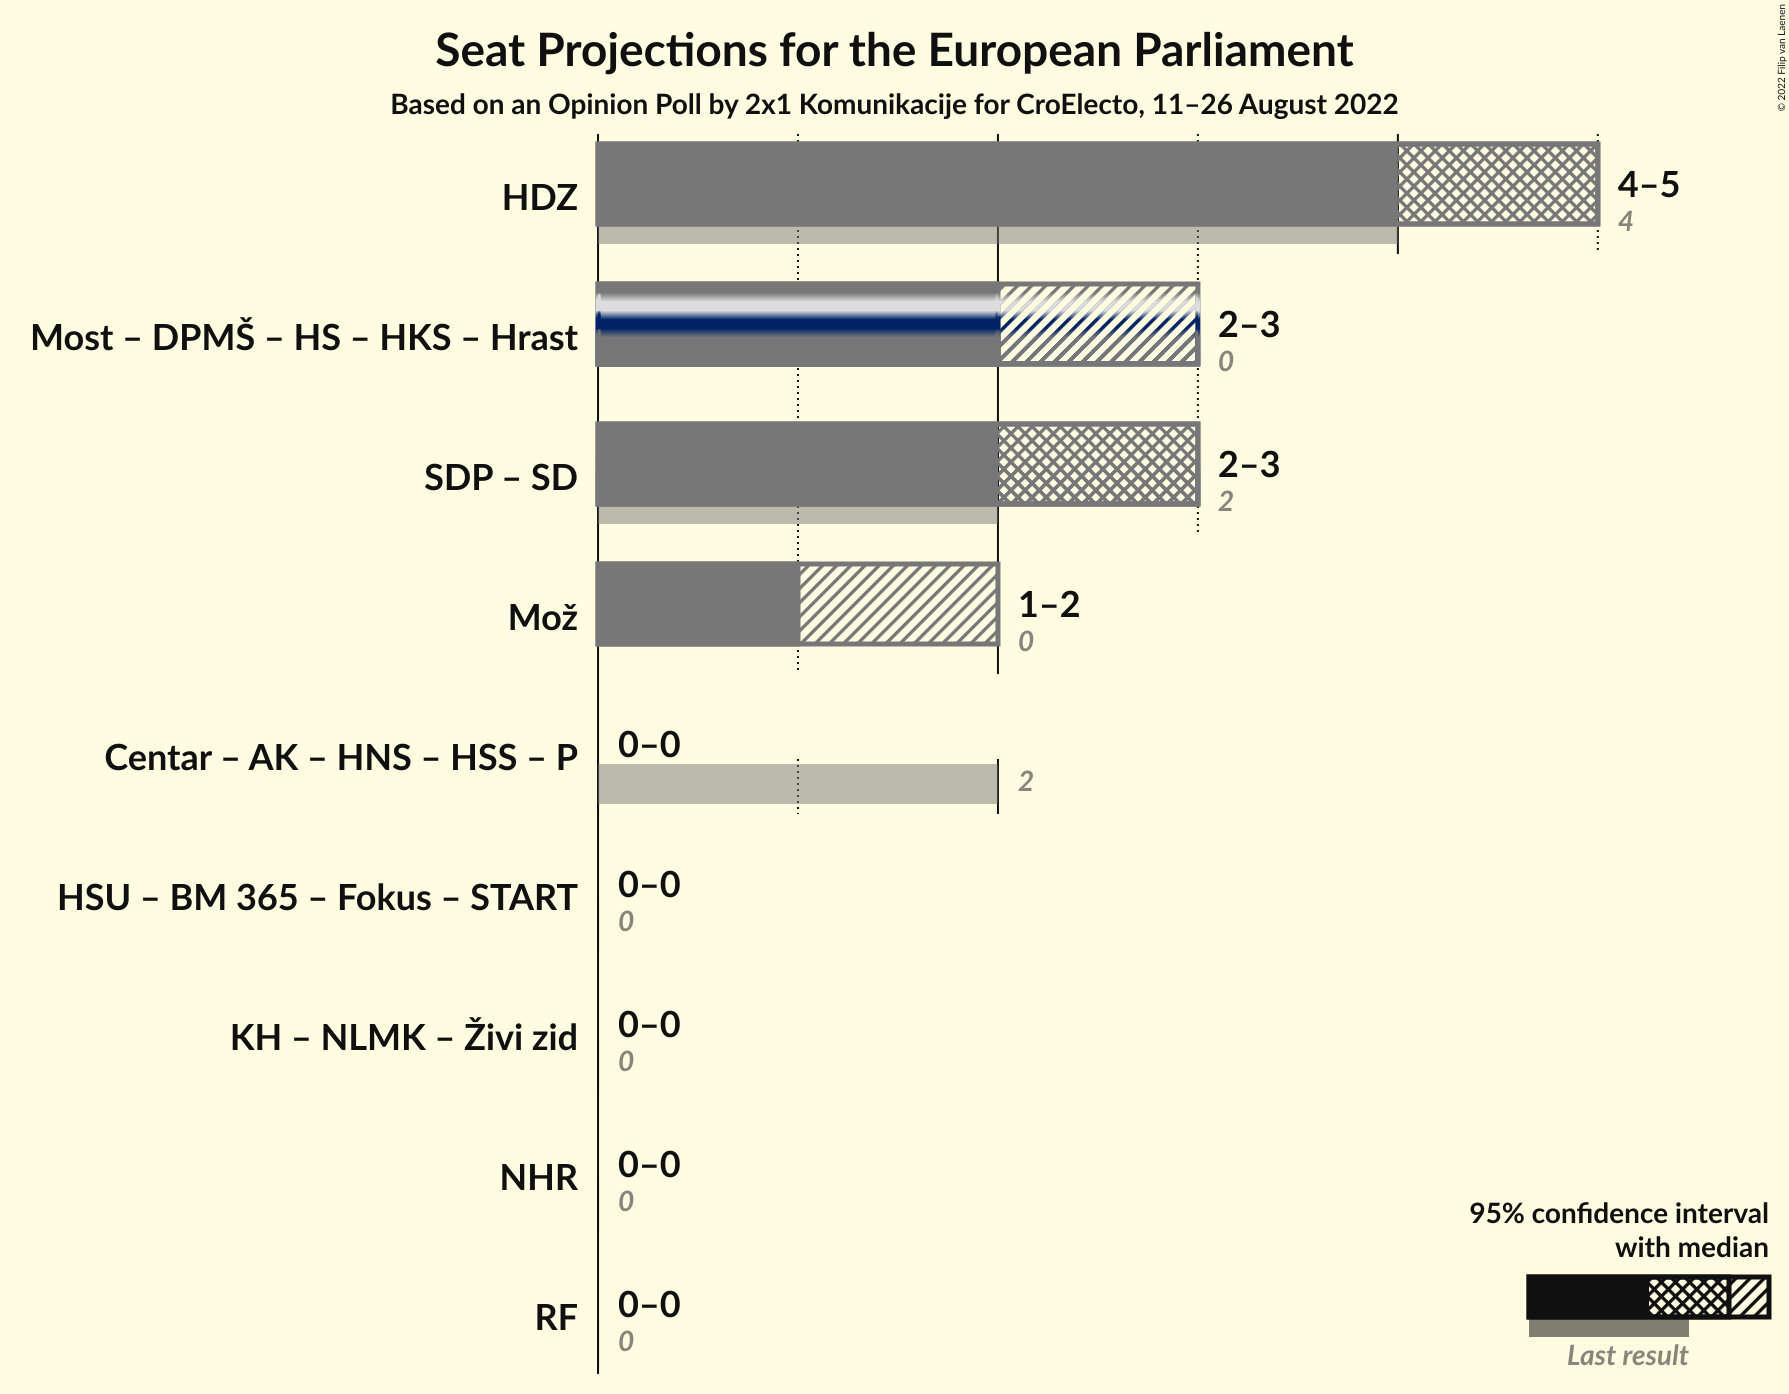 Seat Projections for the European Parliament
Based on an Opinion Poll by 2x1 Komunikacije for CroElecto, 11–26 August 2022
© 2022 Filip van Laenen
HDZ
4–5
4
Most – DPMŠ – HS – HKS – Hrast
2–3
0
SDP – SD
2–3
2
Mož
1–2
0
Centar – AK – HNS – HSS – P
0–0
2
HSU – BM 365 – Fokus – START
0–0
0
KH – NLMK – Živi zid
0–0
0
NHR
0–0
0
RF
0–0
0
95% confidence interval
with median
Last result